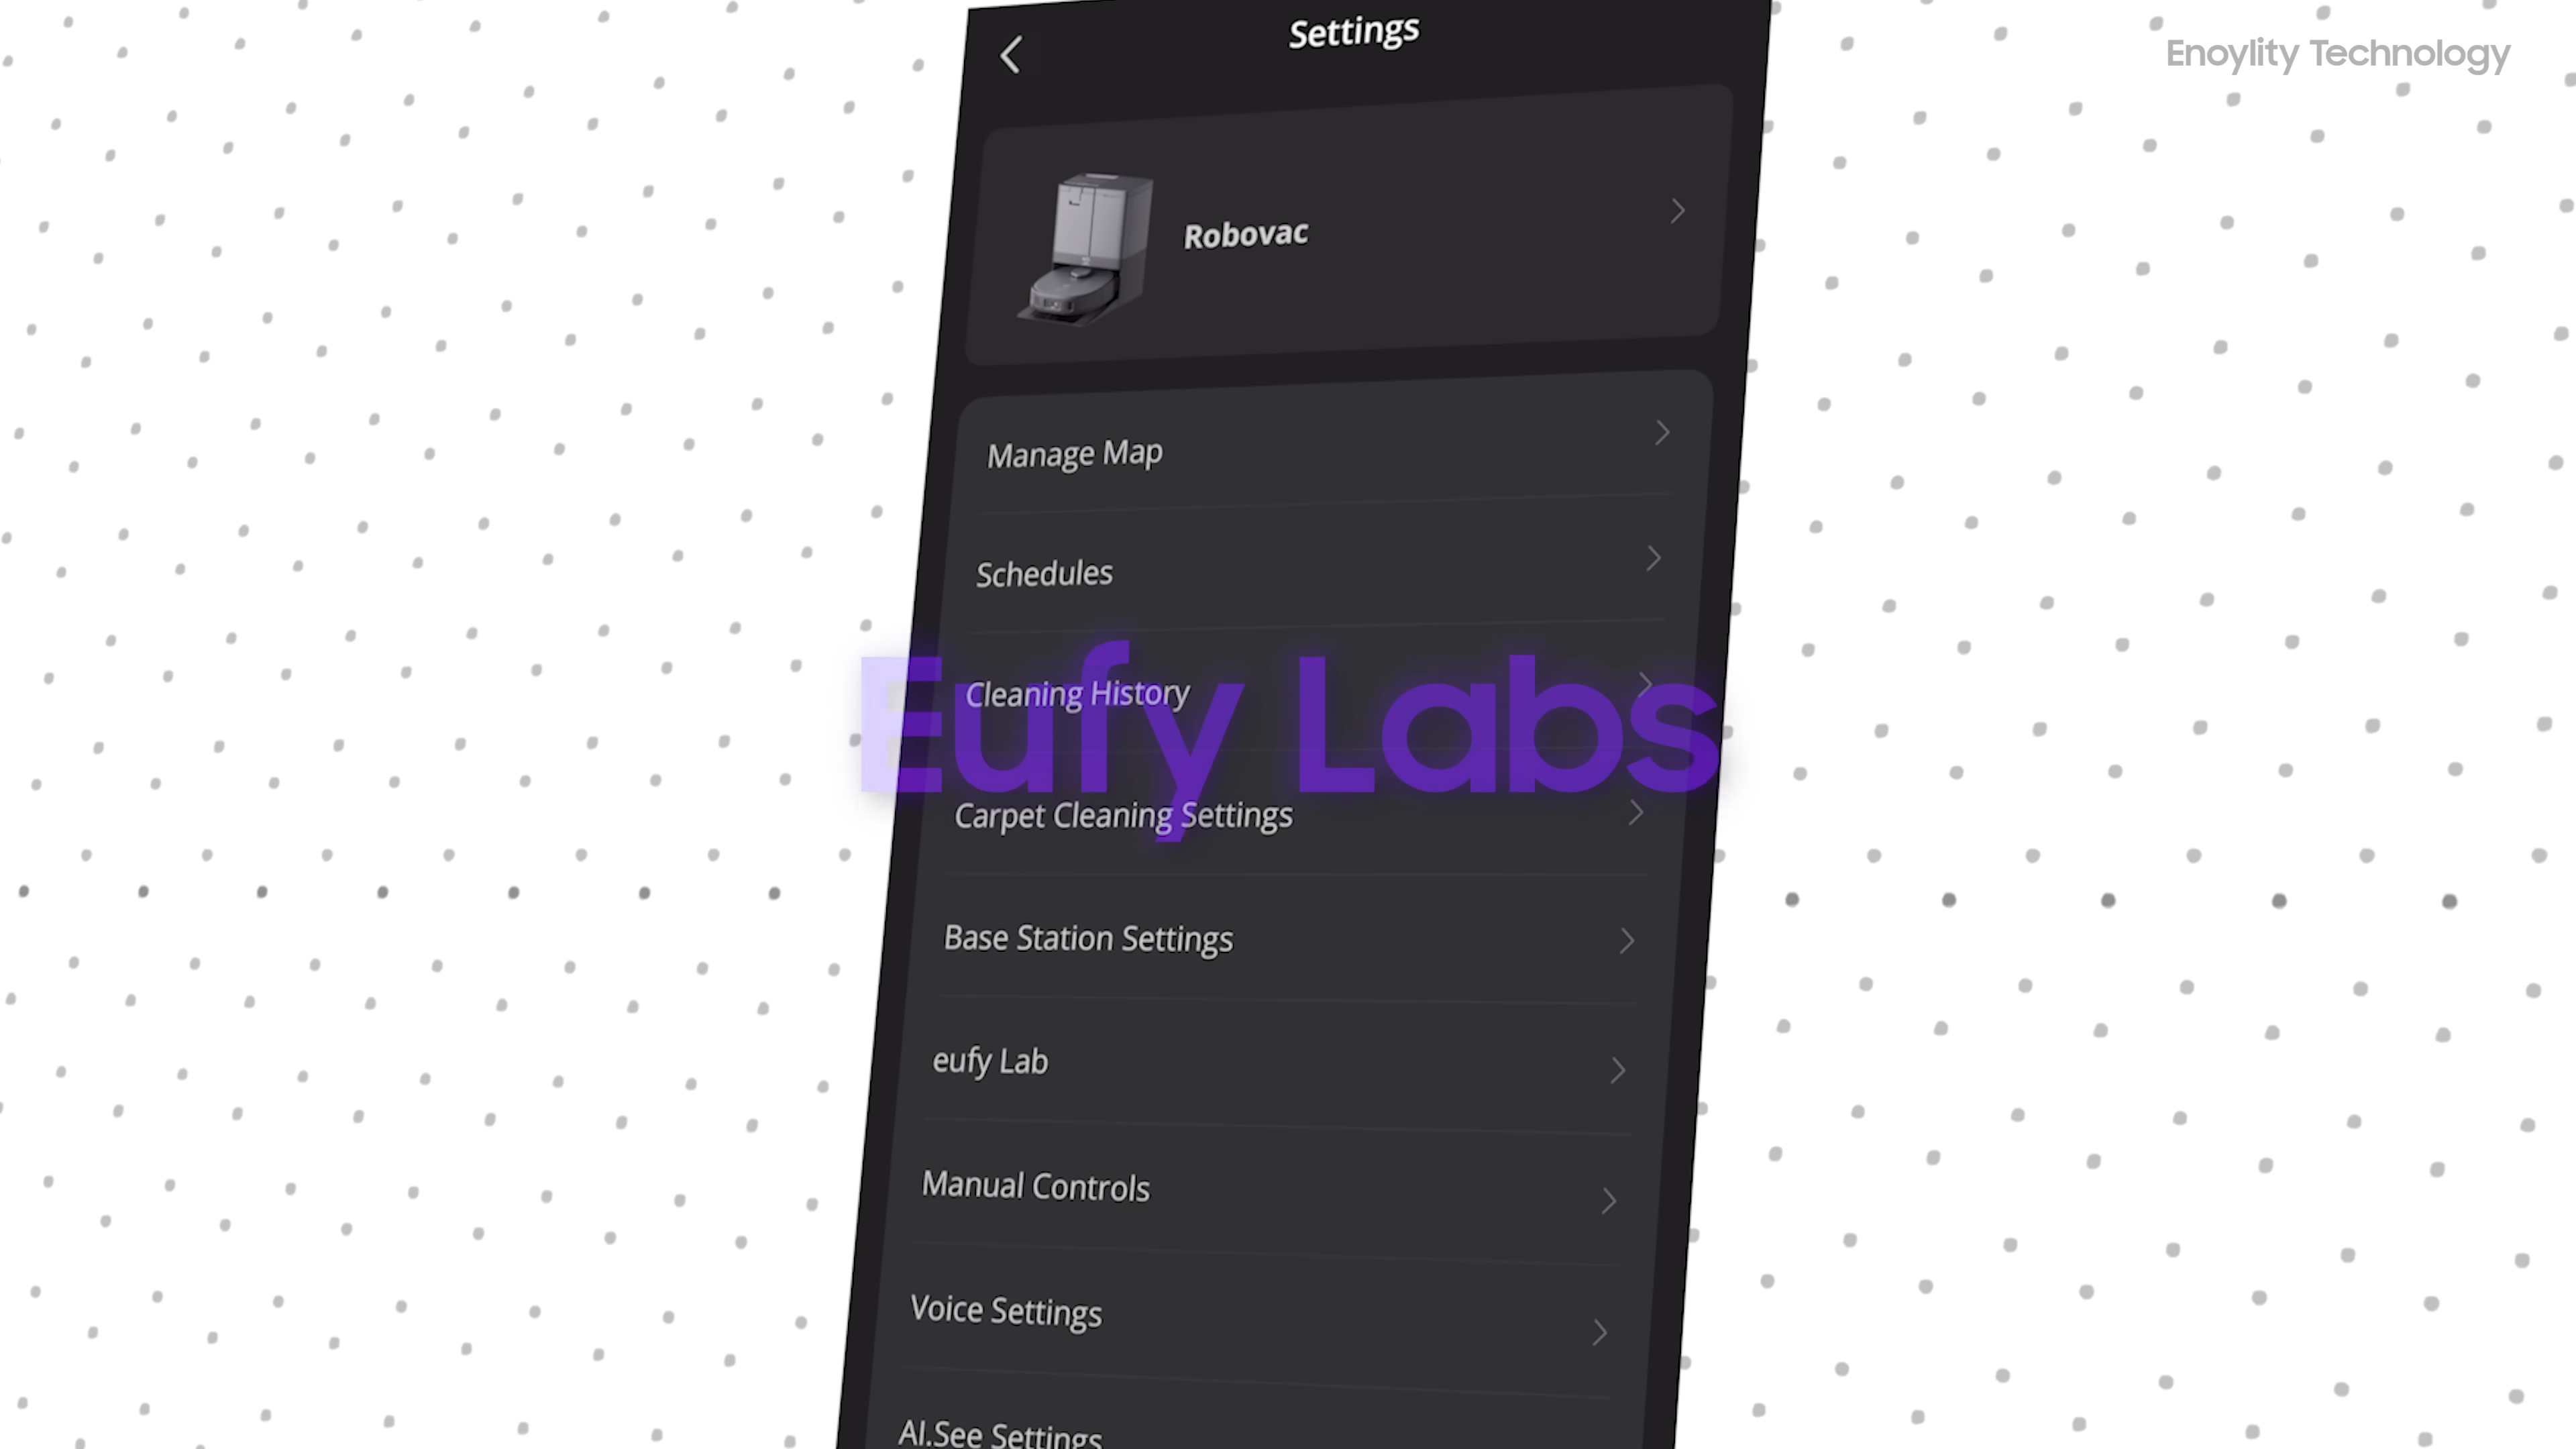 Settings
Enoylity Technology
Robovac
Manage Map
Schedules
Cleaning History
Eufy Labs
Carpet Cleaning Settings
Base Station Settings
eufy Lab
Manual Controls
Voice Settings
AI.See Settings